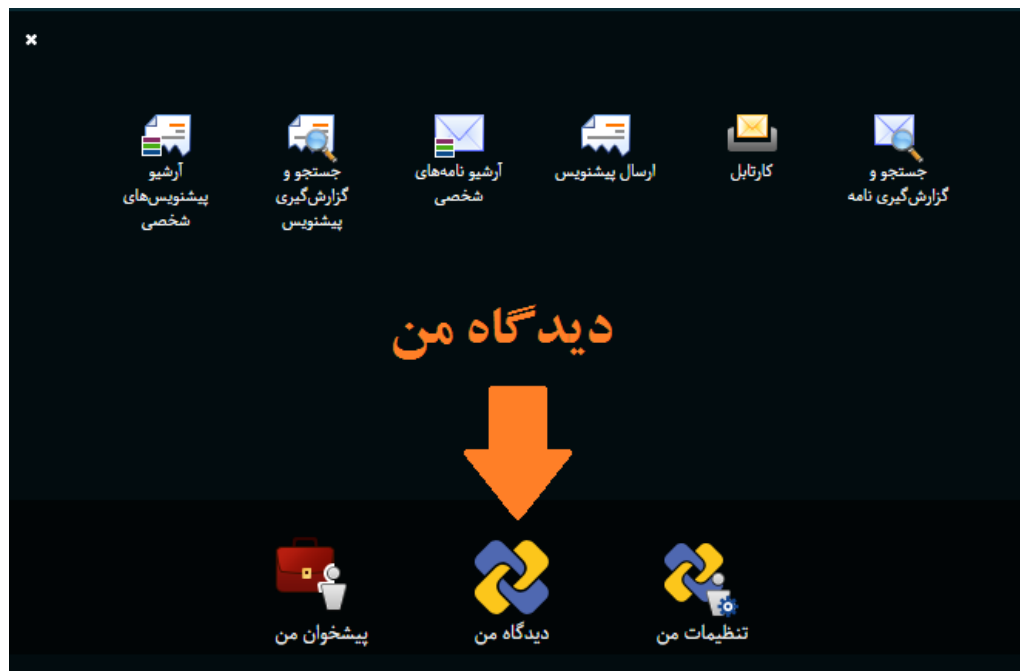 جستجو و
گزارش‌گیری نامه
کارتابل
ارسال پیشنویس
آرشیو نامه‌های
شخصی
جستجو و
گزارش‌گیری
پیشنویس
آرشیو
پیشنویس‌های
شخصی
دیدگاه من
تنظیمات من
دیدگاه من
پیشخوان من